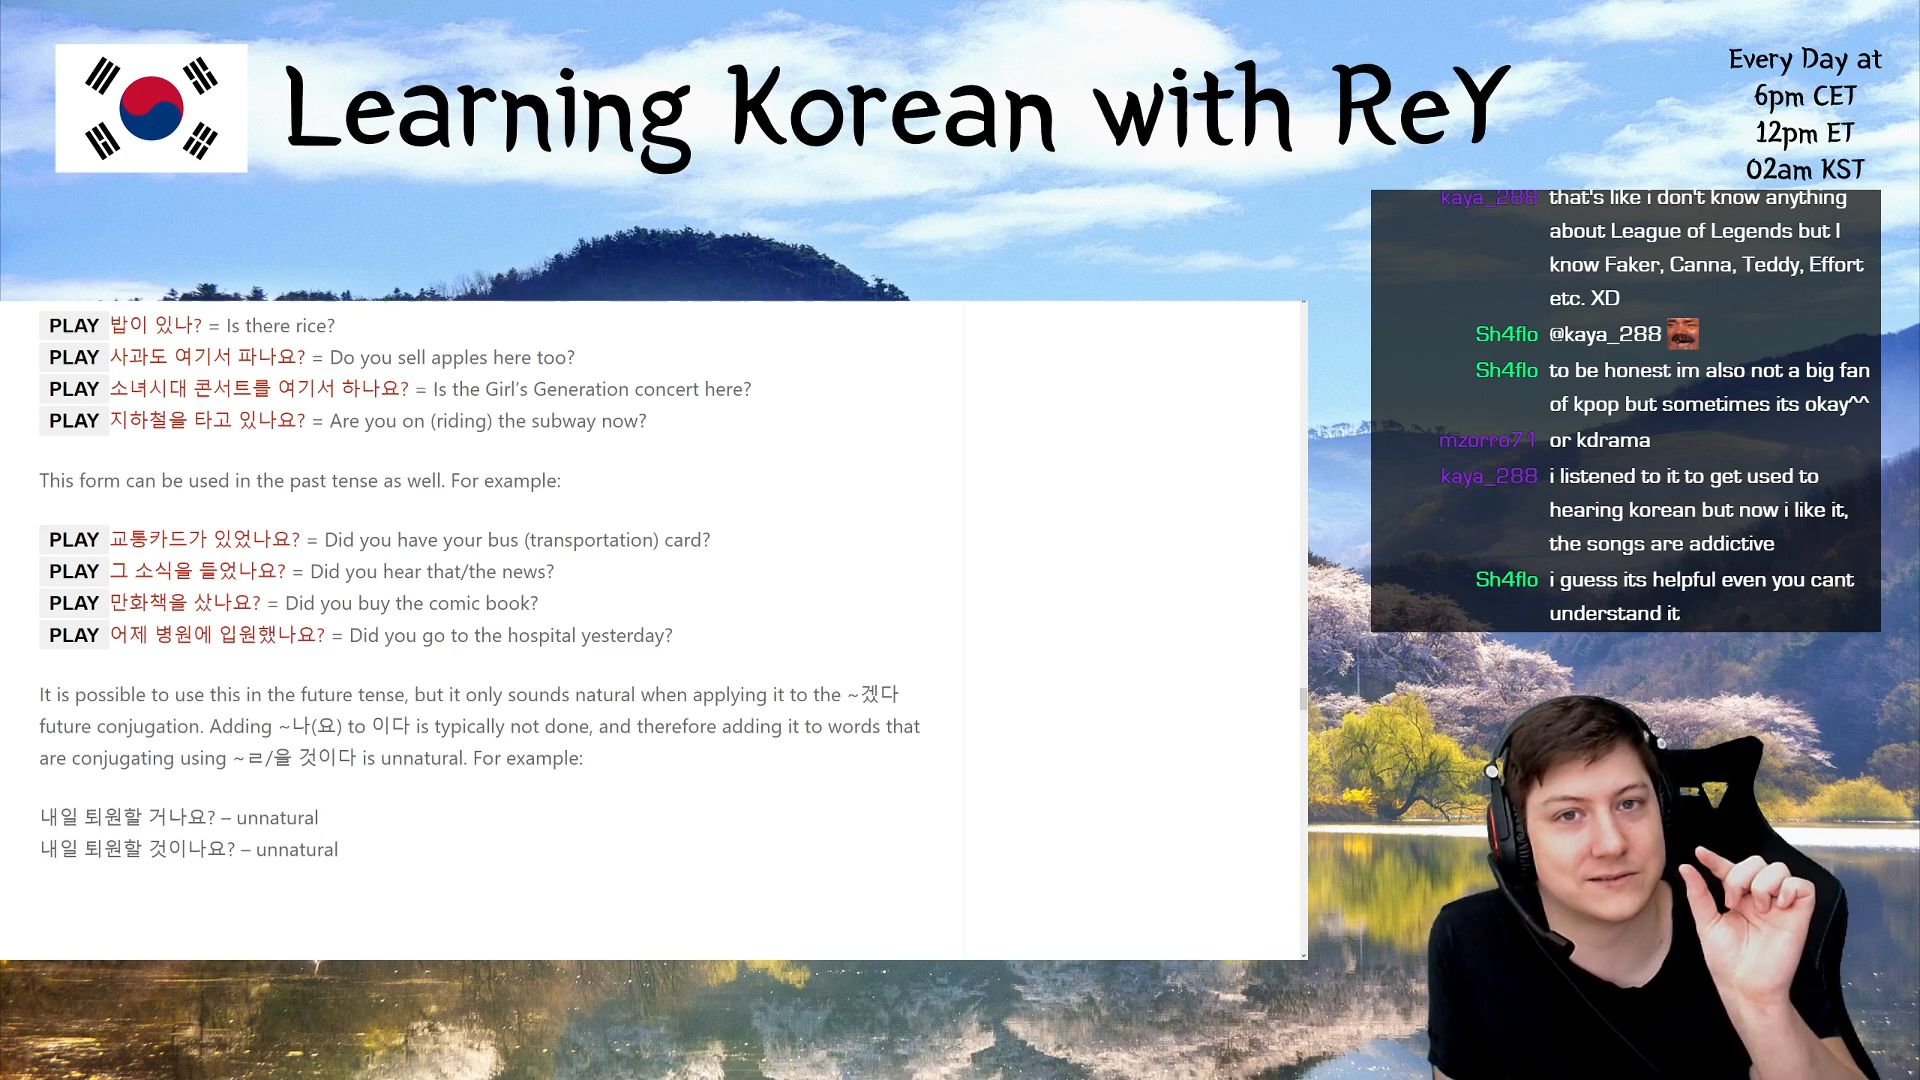 Learning Korean with ReY
Every Day at
6pm CET
12pm ET
02am KST
PLAY 밥이 있나? = Is there rice?
PLAY 사과도 여기서 파나요? = Do you sell apples here too?
PLAY 소녀시대 콘서트를 여기서 하나요? = Is the Girl’s Generation concert here?
PLAY 지하철을 타고 있나요? = Are you on (riding) the subway now?
This form can be used in the past tense as well. For example:
PLAY 교통카드가 있었나요? = Did you have your bus (transportation) card?
PLAY 그 소식을 들었나요? = Did you hear that/the news?
PLAY 만화책을 샀나요? = Did you buy the comic book?
PLAY 어제 병원에 입원했나요? = Did you go to the hospital yesterday?
It is possible to use this in the future tense, but it only sounds natural when applying it to the ~겠다
future conjugation. Adding ~나(요) to 이다 is typically not done, and therefore adding it to words that
are conjugating using ~ㄹ/을 것이다 is unnatural. For example:
내일 퇴원할 거나요? – unnatural
내일 퇴원할 것이나요? – unnatural
kaya_288 that's like i don't know anything
about League of Legends but I
know Faker, Canna, Teddy, Effort
etc. XD
Sh4flo @kaya_288
Sh4flo to be honest im also not a big fan
of kpop but sometimes its okay^^
mzorro71 or kdrama
kaya_288 i listened to it to get used to
hearing korean but now i like it,
the songs are addictive
Sh4flo i guess its helpful even you cant
understand it